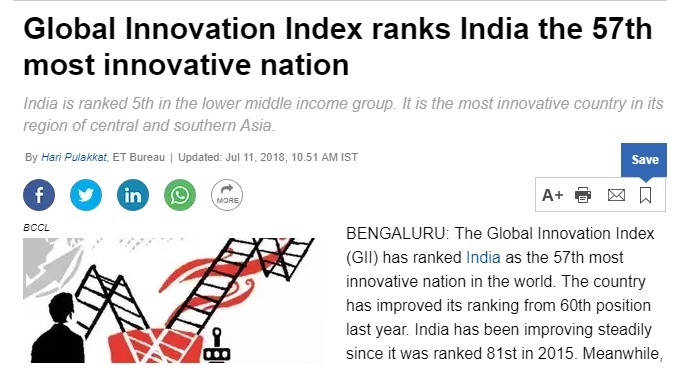 Global Innovation Index ranks India the 57th
most innovative nation
India is ranked 5th in the lower middle income group. It is the most innovative country in its
region of central and southern Asia.
By Hari Pulakkat, ET Bureau | Updated: Jul 11, 2018, 10.51 AM IST
Save
MORE
A+
BCCL
BENGALURU: The Global Innovation Index
(GII) has ranked India as the 57th most
innovative nation in the world. The country
has improved its ranking from 60th position
last year. India has been improving steadily
since it was ranked 81st in 2015. Meanwhile,